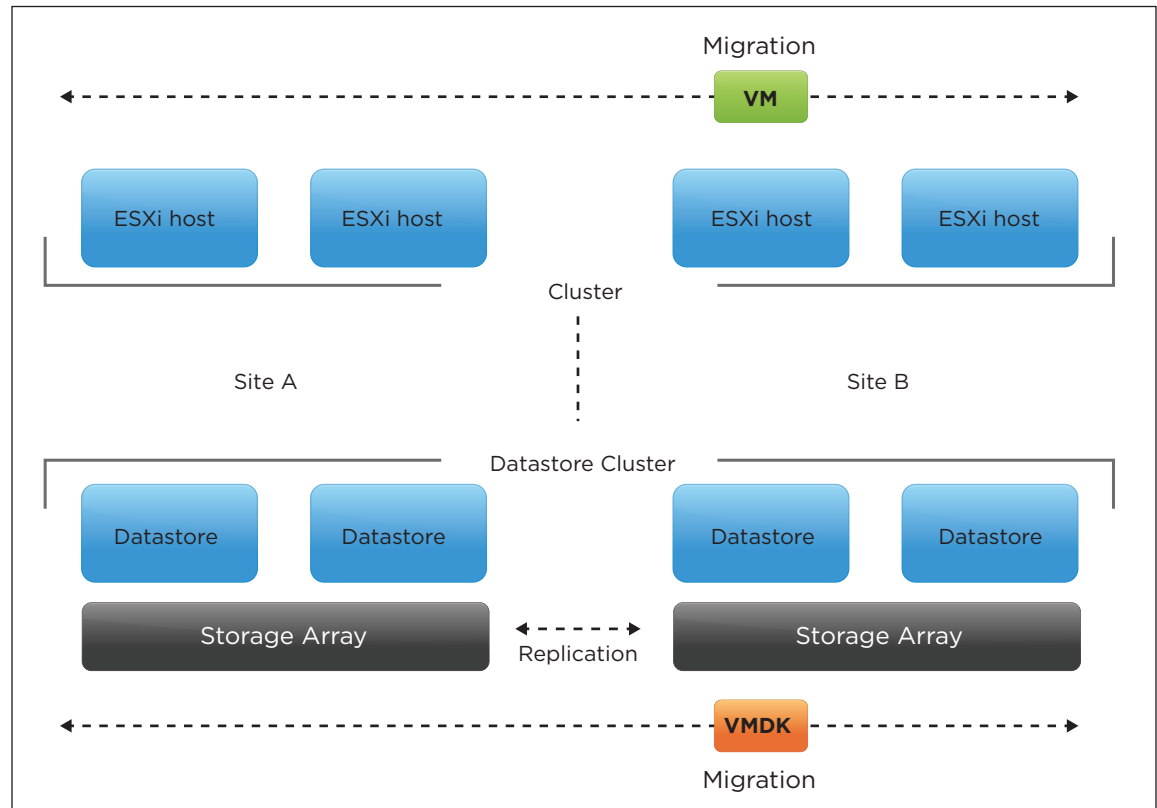 Migration
VM
ESXi host
ESXi host
ESXi host
ESXi host
Cluster
Site A
Site B
Datastore Cluster
Datastore
Datastore
Datastore
Datastore
Storage Array
Replication
Storage Array
VMDK
Migration